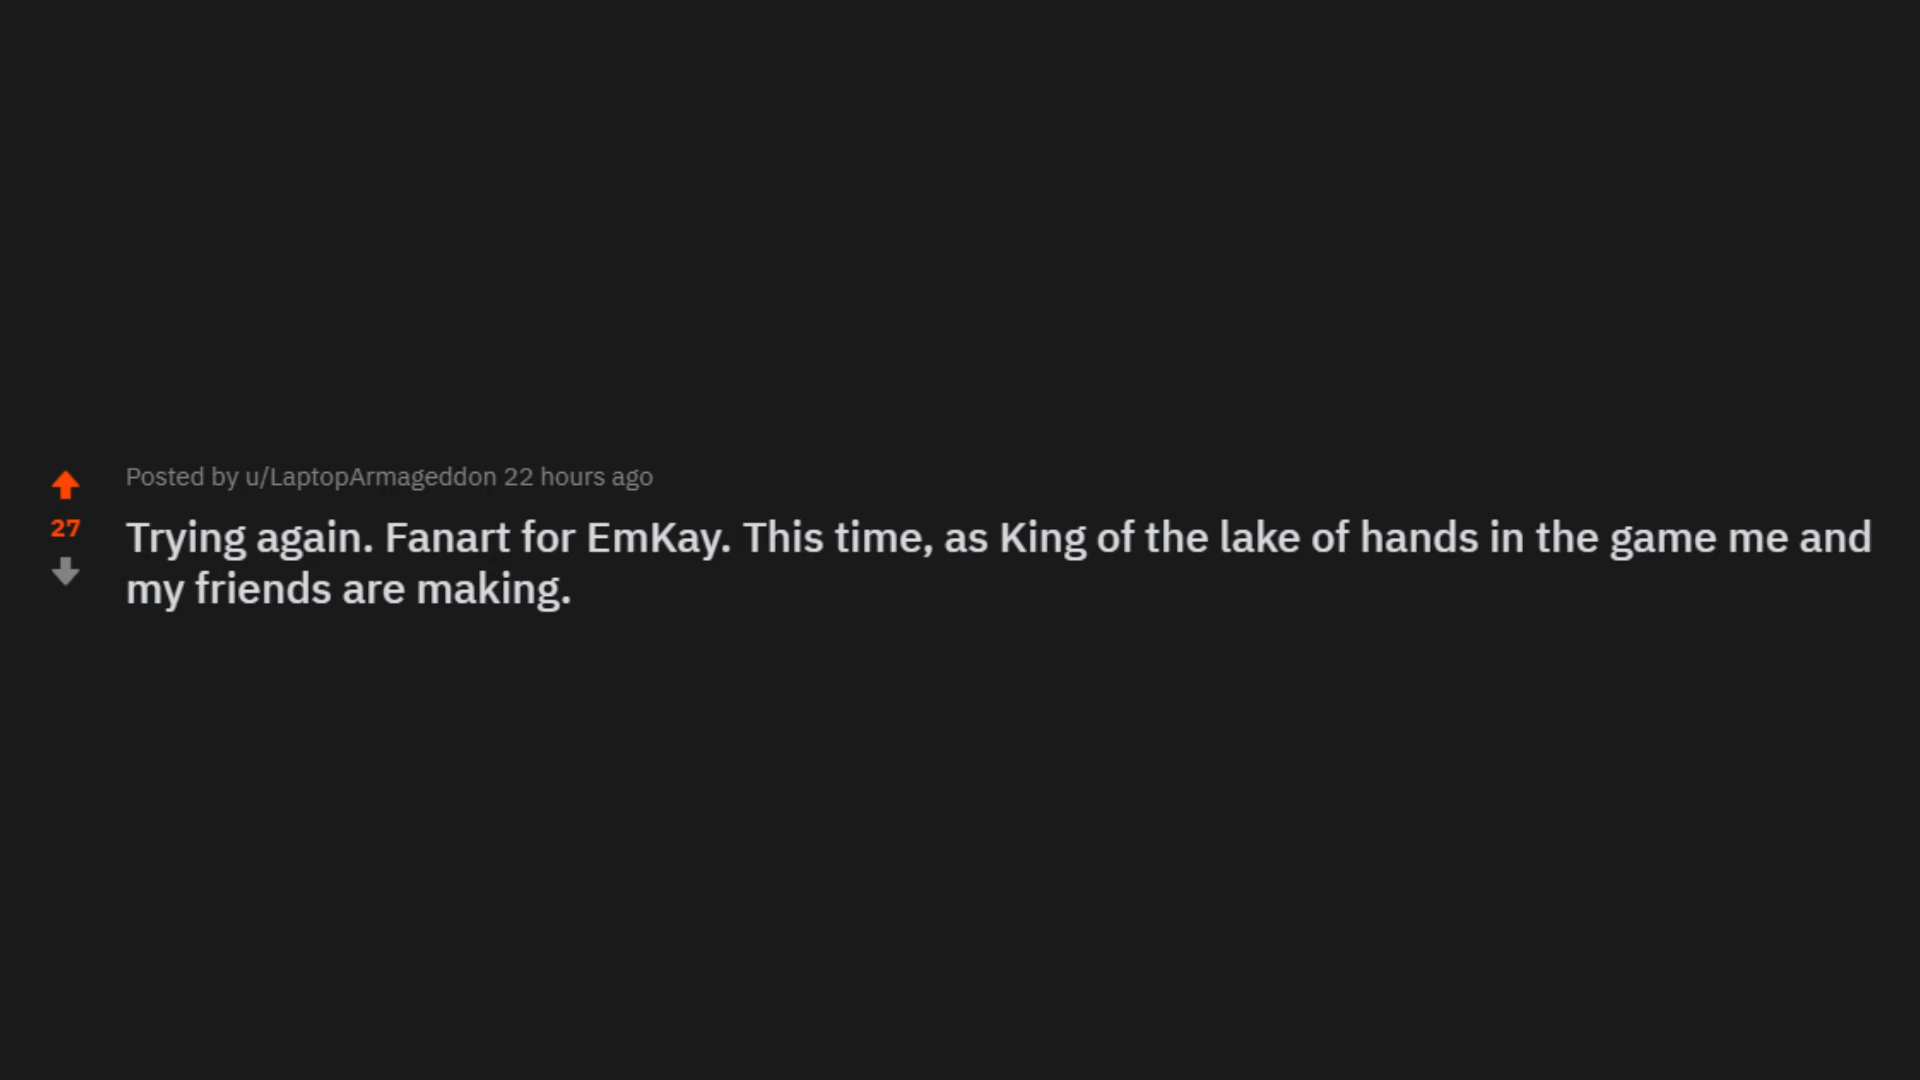 Posted by u/LaptopArmageddon 22 hours ago
27
Trying again. Fanart for EmKay. This time, as King of the lake of hands in the game me and
my friends are making.